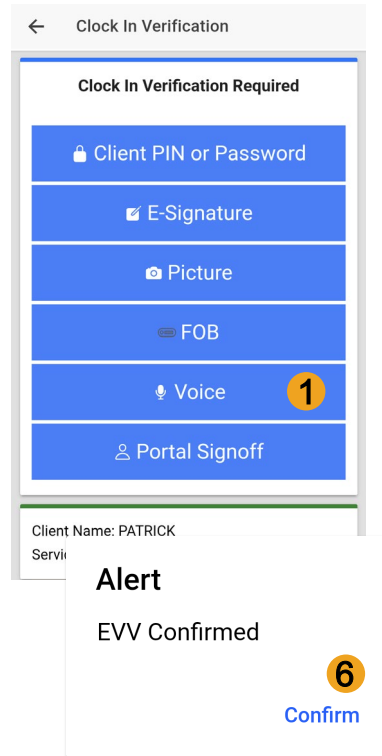 Clock In Verification
Clock In Verification Required
Client PIN or Password
E-Signature
Picture
FOB
Voice 1
Portal Signoff
Client Name: PATRICK
Alert
EVV Confirmed
6
Confirm